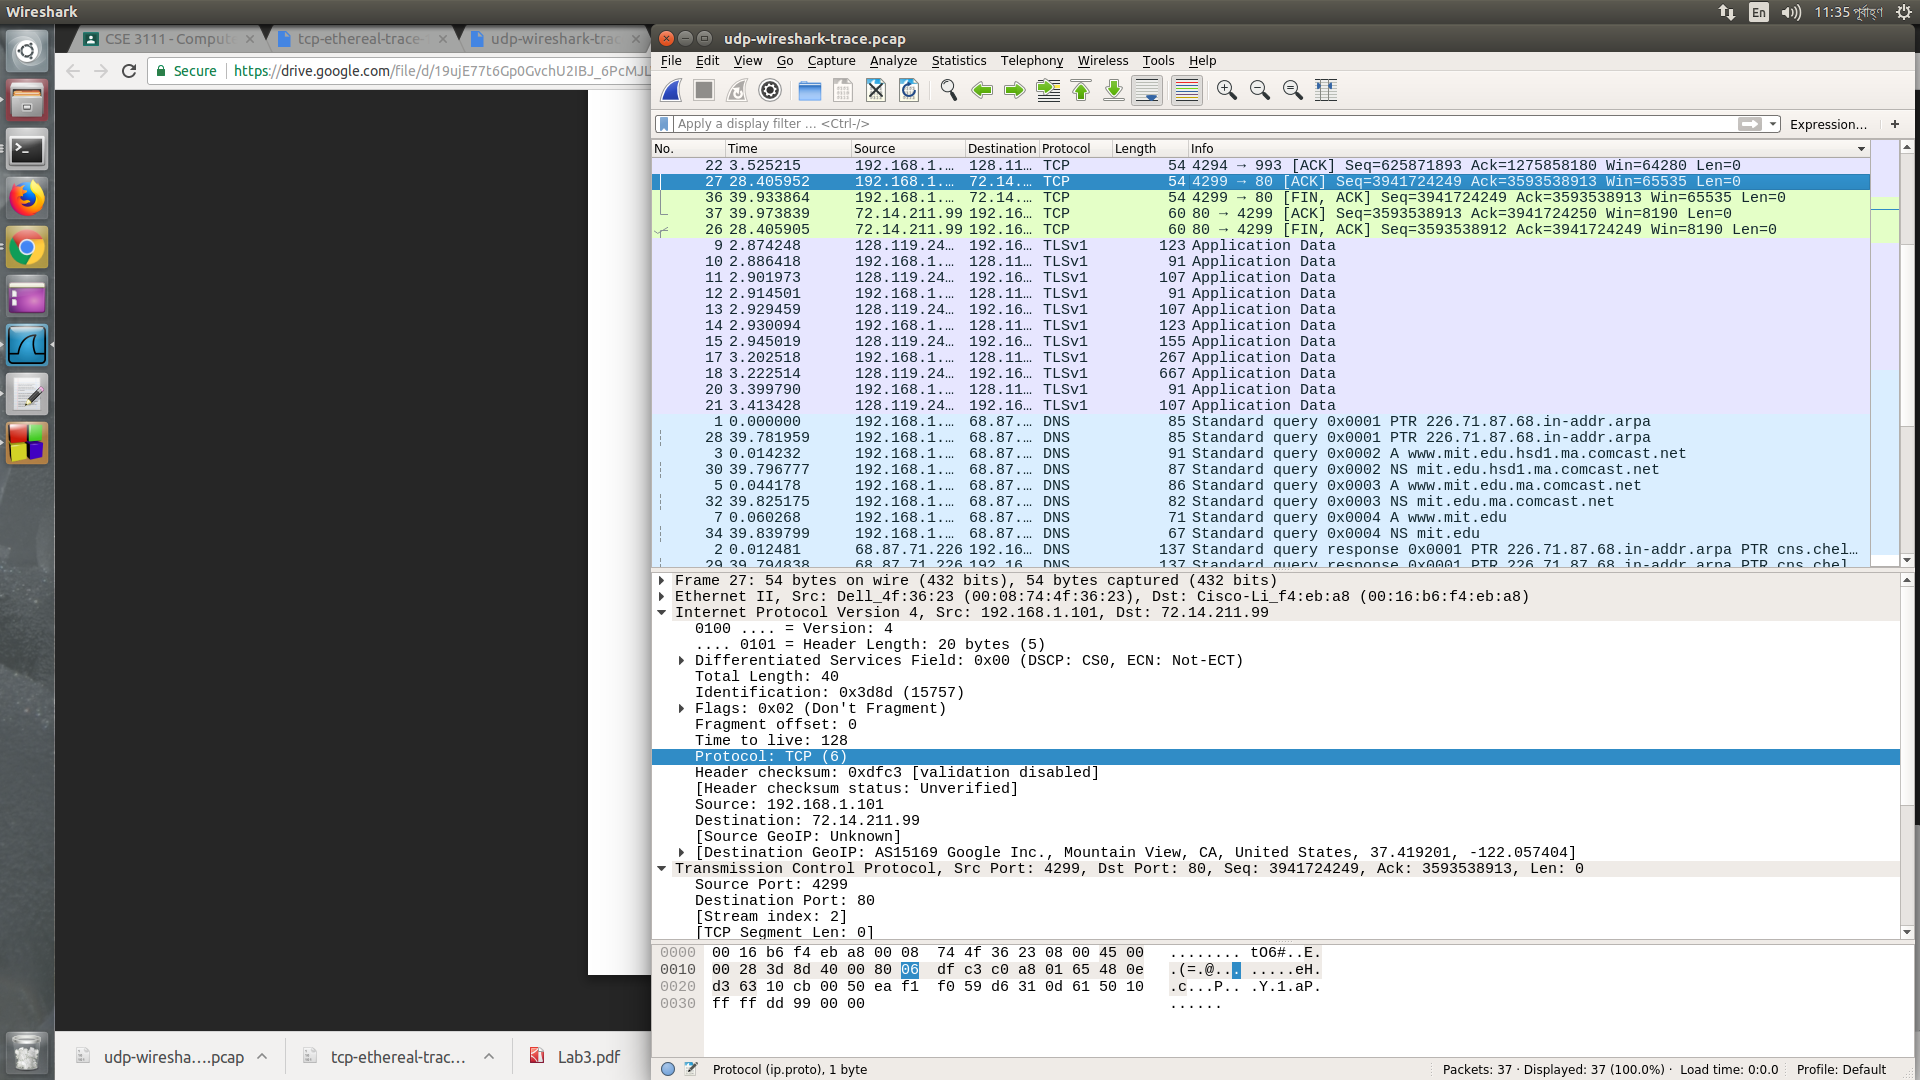 Wireshark
En
11:35 পূর্বাহ্ণ
CSE 3111 - Compute
tcp-ethereal-trace-
udp-wireshark-trac
Secure
https://drive.google.com/file/d/19ujE77t6Gp0GvchU2IBJ_6PcMJL
udp-wireshark-trace.pcap
File Edit View Go Capture Analyze Statistics Telephony Wireless Tools Help
Apply a display filter ... <Ctrl-/>
Expression...
+
No. Time Source Destination Protocol Length Info
22 3.525215 192.168.1.… 128.11… TCP 54 4294 → 993 [ACK] Seq=625871893 Ack=1275858180 Win=64280 Len=0
27 28.405952 192.168.1.… 72.14.… TCP 54 4299 → 80 [ACK] Seq=3941724249 Ack=3593538913 Win=65535 Len=0
36 39.933864 192.168.1.… 72.14.… TCP 54 4299 → 80 [FIN, ACK] Seq=3941724249 Ack=3593538913 Win=65535 Len=0
37 39.973839 72.14.211.99 192.16… TCP 60 80 → 4299 [ACK] Seq=3593538913 Ack=3941724250 Win=8190 Len=0
26 28.405905 72.14.211.99 192.16… TCP 60 80 → 4299 [FIN, ACK] Seq=3593538912 Ack=3941724249 Win=8190 Len=0
9 2.874248 128.119.24… 192.16… TLSv1 123 Application Data
10 2.886418 192.168.1.… 128.11… TLSv1 91 Application Data
11 2.901973 128.119.24… 192.16… TLSv1 107 Application Data
12 2.914501 192.168.1.… 128.11… TLSv1 91 Application Data
13 2.929459 128.119.24… 192.16… TLSv1 107 Application Data
14 2.930094 192.168.1.… 128.11… TLSv1 123 Application Data
15 2.945019 128.119.24… 192.16… TLSv1 155 Application Data
17 3.202518 192.168.1.… 128.11… TLSv1 267 Application Data
18 3.222514 128.119.24… 192.16… TLSv1 667 Application Data
20 3.399790 192.168.1.… 128.11… TLSv1 91 Application Data
21 3.413428 128.119.24… 192.16… TLSv1 107 Application Data
1 0.000000 192.168.1.… 68.87.… DNS 85 Standard query 0x0001 PTR 226.71.87.68.in-addr.arpa
28 39.781959 192.168.1.… 68.87.… DNS 85 Standard query 0x0001 PTR 226.71.87.68.in-addr.arpa
3 0.014232 192.168.1.… 68.87.… DNS 91 Standard query 0x0002 A www.mit.edu.hsd1.ma.comcast.net
30 39.796777 192.168.1.… 68.87.… DNS 87 Standard query 0x0002 NS mit.edu.hsd1.ma.comcast.net
5 0.044178 192.168.1.… 68.87.… DNS 86 Standard query 0x0003 A www.mit.edu.ma.comcast.net
32 39.825175 192.168.1.… 68.87.… DNS 82 Standard query 0x0003 NS mit.edu.ma.comcast.net
7 0.060268 192.168.1.… 68.87.… DNS 71 Standard query 0x0004 A www.mit.edu
34 39.839799 192.168.1.… 68.87.… DNS 67 Standard query 0x0004 NS mit.edu
2 0.012481 68.87.71.226 192.16… DNS 137 Standard query response 0x0001 PTR 226.71.87.68.in-addr.arpa PTR cns.chel…
29 39.794838 68.87.71.226 192.16… DNS 137 Standard query response 0x0001 PTR 226.71.87.68.in-addr.arpa PTR cns.chel…
Frame 27: 54 bytes on wire (432 bits), 54 bytes captured (432 bits)
Ethernet II, Src: Dell_4f:36:23 (00:08:74:4f:36:23), Dst: Cisco-Li_f4:eb:a8 (00:16:b6:f4:eb:a8)
Internet Protocol Version 4, Src: 192.168.1.101, Dst: 72.14.211.99
0100 .... = Version: 4
.... 0101 = Header Length: 20 bytes (5)
Differentiated Services Field: 0x00 (DSCP: CS0, ECN: Not-ECT)
Total Length: 40
Identification: 0x3d8d (15757)
Flags: 0x02 (Don't Fragment)
Fragment offset: 0
Time to live: 128
Protocol: TCP (6)
Header checksum: 0xdfc3 [validation disabled]
[Header checksum status: Unverified]
Source: 192.168.1.101
Destination: 72.14.211.99
[Source GeoIP: Unknown]
[Destination GeoIP: AS15169 Google Inc., Mountain View, CA, United States, 37.419201, -122.057404]
Transmission Control Protocol, Src Port: 4299, Dst Port: 80, Seq: 3941724249, Ack: 3593538913, Len: 0
Source Port: 4299
Destination Port: 80
[Stream index: 2]
[TCP Segment Len: 0]
0000 00 16 b6 f4 eb a8 00 08 74 4f 36 23 08 00 45 00 ........ tO6#..E.
0010 00 28 3d 8d 40 00 80 06 df c3 c0 a8 01 65 48 0e .(=.@... .....eH.
0020 d3 63 10 cb 00 50 ea f1 f0 59 d6 31 0d 61 50 10 .c...P.. .Y.1.aP.
0030 ff ff dd 99 00 00 ......
Protocol (ip.proto), 1 byte
Packets: 37 · Displayed: 37 (100.0%) · Load time: 0:0.0
Profile: Default
udp-wiresha....pcap
tcp-ethereal-trac...
Lab3.pdf